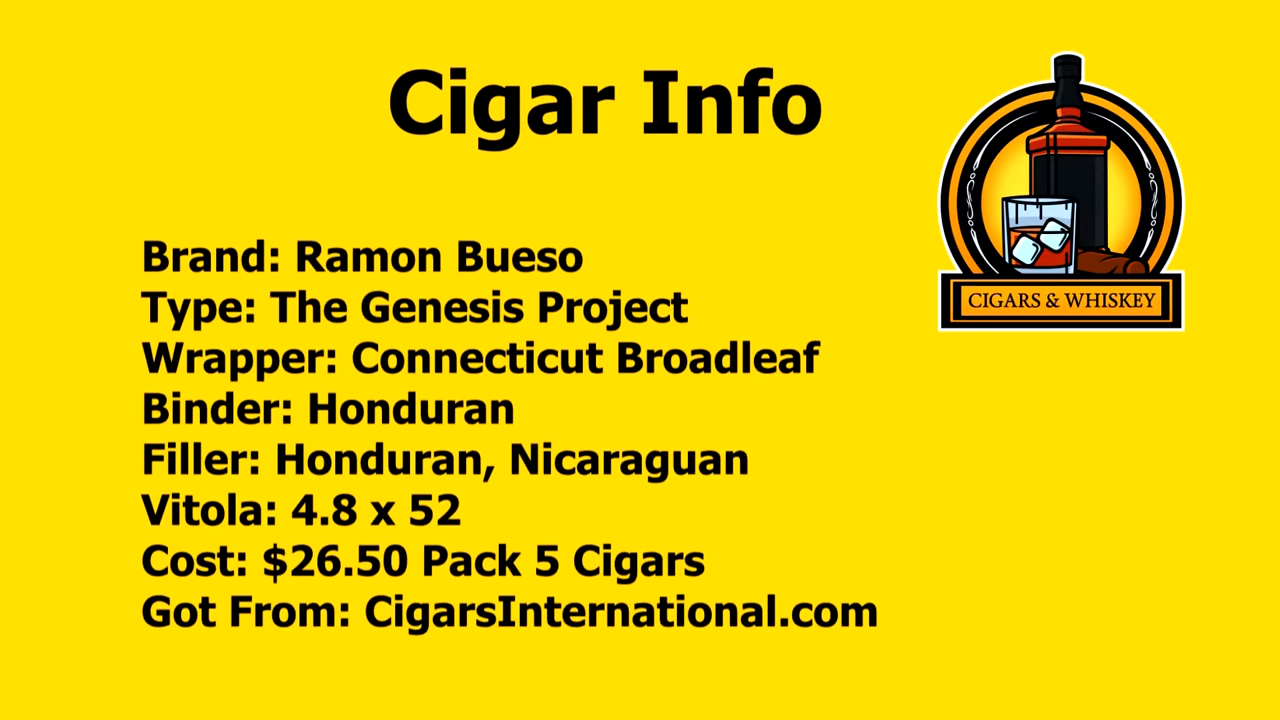 Cigar Info
CIGARS & WHISKEY
Brand: Ramon Bueso
Type: The Genesis Project
Wrapper: Connecticut Broadleaf
Binder: Honduran
Filler: Honduran, Nicaraguan
Vitola: 4.8 x 52
Cost: $26.50 Pack 5 Cigars
Got From: CigarsInternational.com